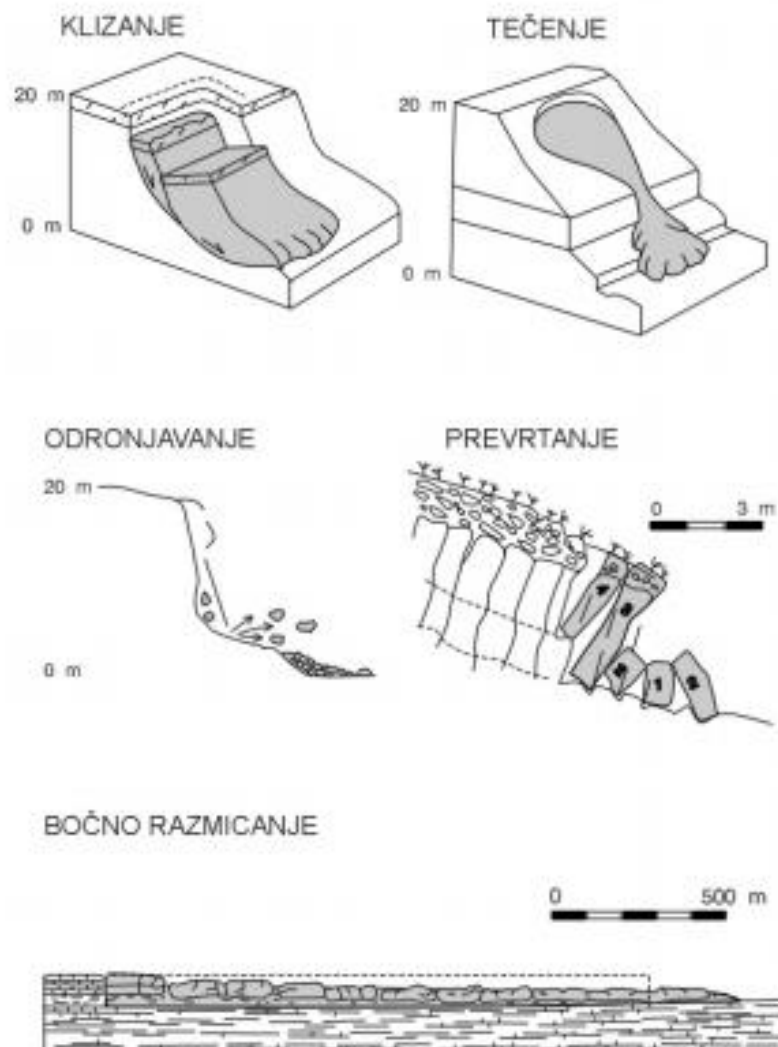 KLIZANJE
TEČENJE
20 m
0 m
20 m
0 m
ODRONJAVANJE
PREVRTANJE
20 m
0 m
0 3 m
BOČNO RAZMICANJE
0 500 m